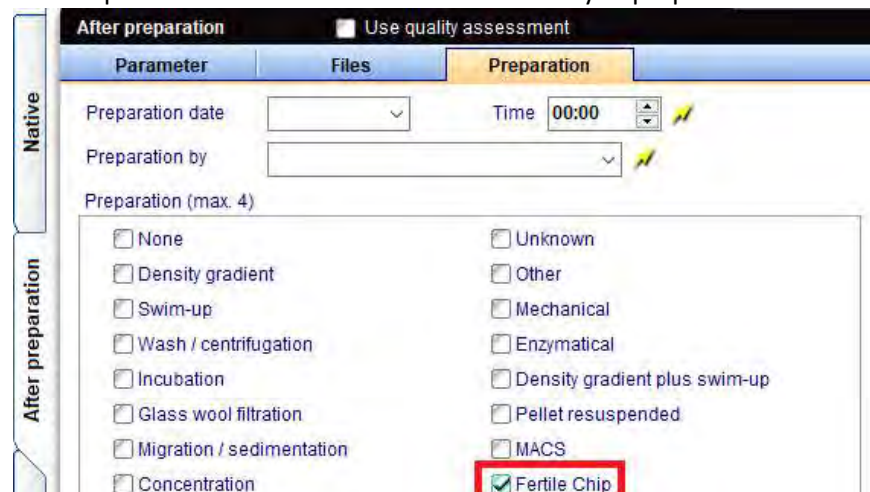 After preparation Use quality assessment
Parameter Files Preparation
Native
After preparation
Preparation date Time 00:00
Preparation by
Preparation (max. 4)
None Unknown
Density gradient Other
Swim-up Mechanical
Wash / centrifugation Enzymatical
Incubation Density gradient plus swim-up
Glass wool filtration Pellet resuspended
Migration / sedimentation MACS
Concentration Fertile Chip